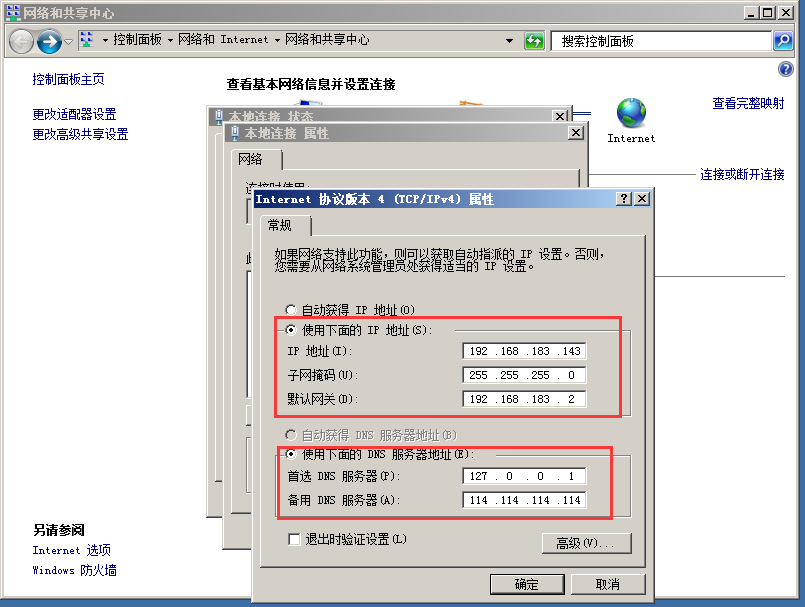 网络和共享中心
控制面板 网络和 Internet 网络和共享中心
搜索控制面板
控制面板主页
更改适配器设置
更改高级共享设置
查看基本网络信息并设置连接
查看完整映射
Internet
连接或断开连接
本地连接 状态
本地连接 属性
网络
连接时使用:
Internet 协议版本 4 (TCP/IPv4) 属性
常规
如果网络支持此功能，则可以获取自动指派的 IP 设置。否则，
您需要从网络系统管理员处获得适当的 IP 设置。
自动获得 IP 地址(O)
使用下面的 IP 地址(S):
IP 地址(I): 192 .168 .183 .143
子网掩码(U): 255 .255 .255 . 0
默认网关(D): 192 .168 .183 . 2
自动获得 DNS 服务器地址(B)
使用下面的 DNS 服务器地址(E):
首选 DNS 服务器(P): 127 . 0 . 0 . 1
备用 DNS 服务器(A): 114 .114 .114 .114
退出时验证设置(L)
高级(V)...
确定 取消
另请参阅
Internet 选项
Windows 防火墙